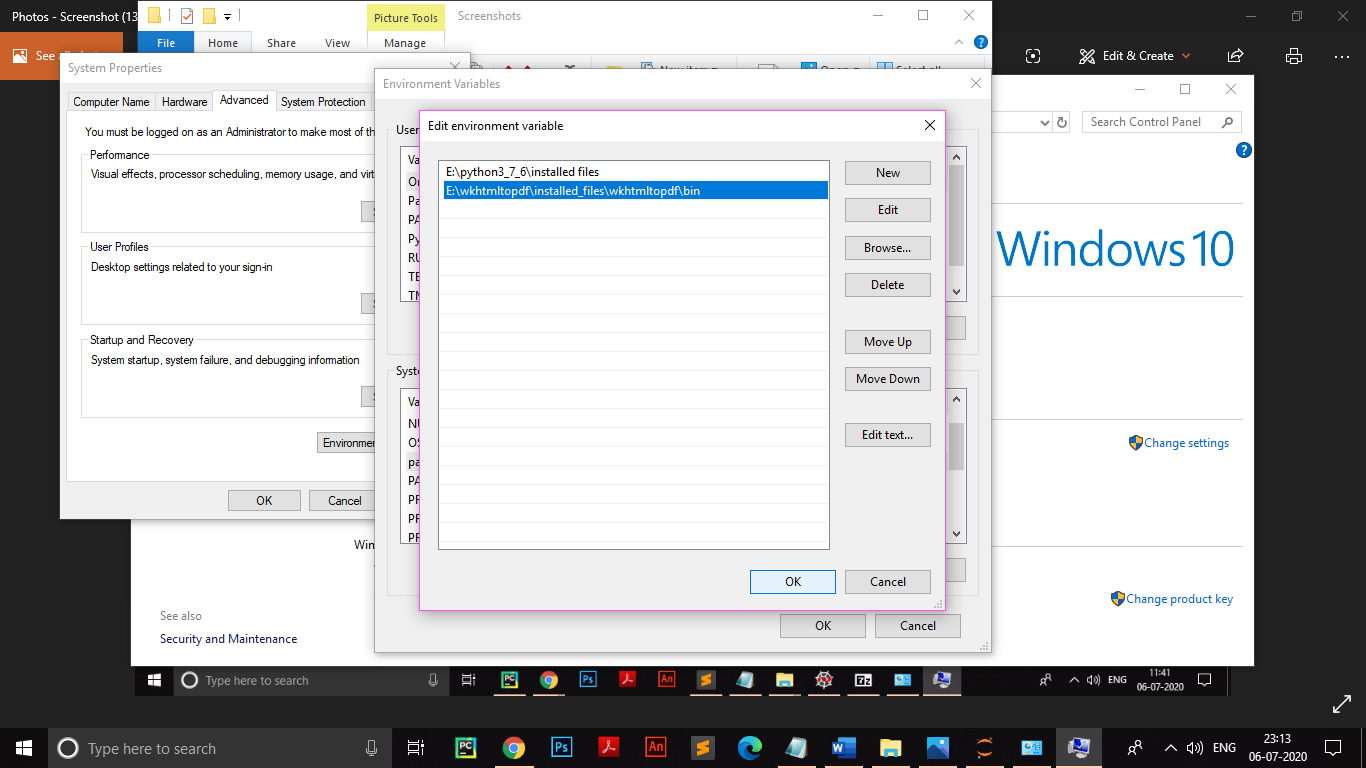 Photos - Screenshot (13
Picture Tools
Screenshots
File
Home
Share
View
Manage
See
Edit & Create
System Properties
Computer Name
Hardware
Advanced
System Protection
You must be logged on as an Administrator to make most of th
Performance
Visual effects, processor scheduling, memory usage, and virt
User Profiles
Desktop settings related to your sign-in
Startup and Recovery
System startup, system failure, and debugging information
Environmen
OK
Cancel
Environment Variables
User
Va
On
Pa
PA
Py
RU
TE
TM
Syst
Va
NU
OS
pa
PA
PR
PR
PR
OK
Cancel
Edit environment variable
E:\python3_7_6\installed files
E:\wkhtmltopdf\installed_files\wkhtmltopdf\bin
New
Edit
Browse...
Delete
Move Up
Move Down
Edit text...
OK
Cancel
Search Control Panel
Windows 10
Change settings
Change product key
Win
See also
Security and Maintenance
Type here to search
ENG
11:41
06-07-2020
Type here to search
ENG
23:13
06-07-2020